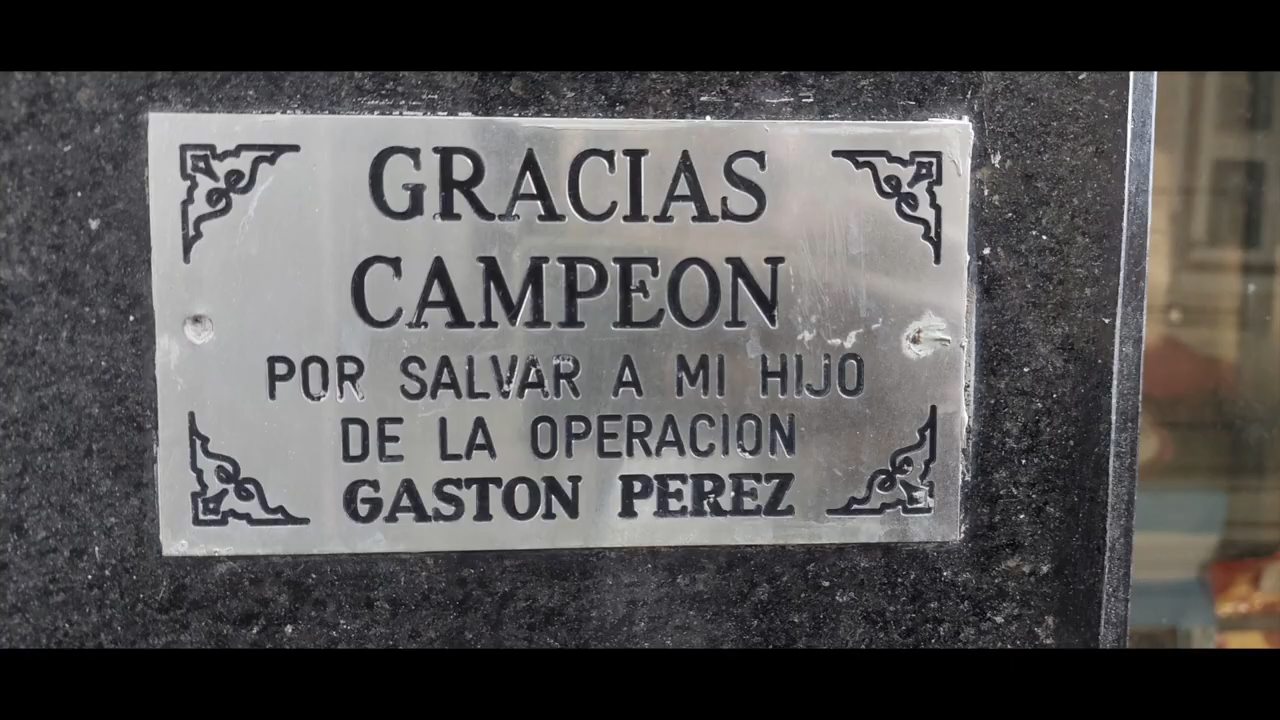 GRACIAS
CAMPEON
POR SALVAR A MI HIJO
DE LA OPERACION
GASTON PEREZ